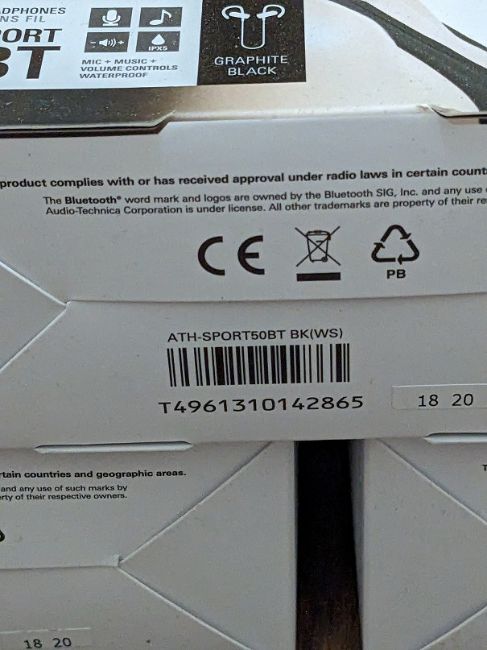 DPHONES
NS FIL
ORT
BT
IPX5
MIC + MUSIC +
VOLUME CONTROLS
WATERPROOF
GRAPHITE
BLACK
product complies with or has received approval under radio laws in certain count
The Bluetooth® word mark and logos are owned by the Bluetooth SIG, Inc. and any use
Audio-Technica Corporation is under license. All other trademarks are property of their re
CE
PB
ATH-SPORT50BT BK(WS)
T4961310142865
18 20
rtain countries and geographic areas.
and any use of such marks by
erty of their respective owners.
18 20